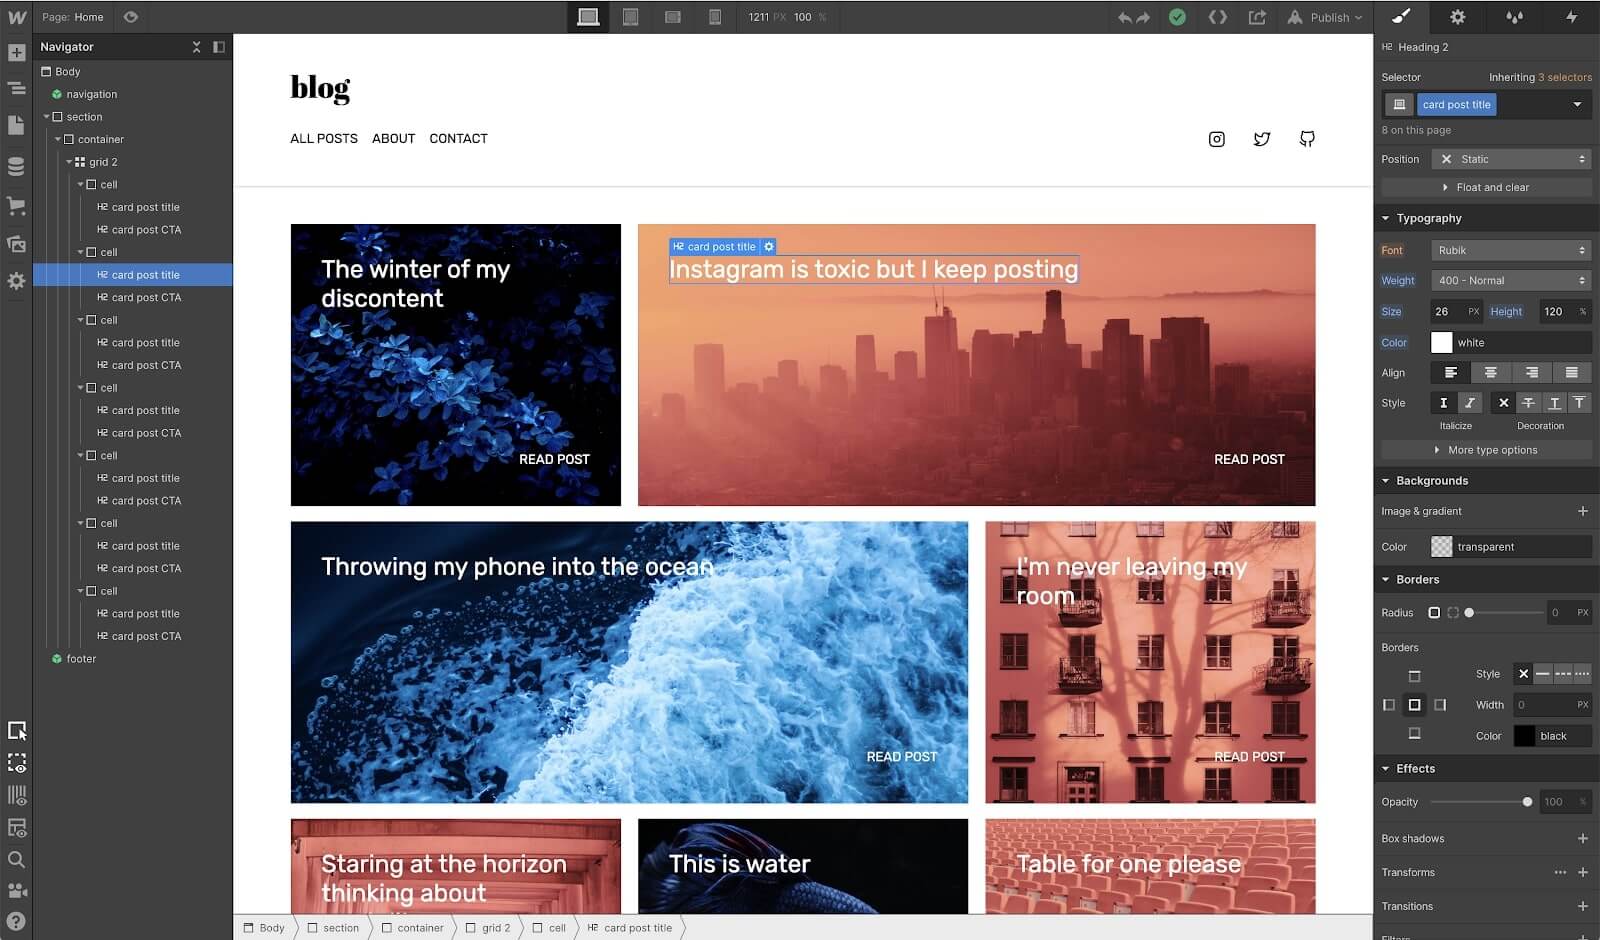 Page: Home
1211 PX 100 %
Publish
Navigator
Body
navigation
section
container
grid 2
cell
H2 card post title
H2 card post CTA
cell
H2 card post title
H2 card post CTA
cell
H2 card post title
H2 card post CTA
cell
H2 card post title
H2 card post CTA
cell
H2 card post title
H2 card post CTA
cell
H2 card post title
H2 card post CTA
cell
H2 card post title
H2 card post CTA
footer
blog
ALL POSTS ABOUT CONTACT
The winter of my
discontent
READ POST
H2 card post title
Instagram is toxic but I keep posting
READ POST
Throwing my phone into the ocean
READ POST
I'm never leaving my
room
READ POST
Staring at the horizon
thinking about
This is water
Table for one please
Body section container grid 2 cell H2 card post title
H2 Heading 2
Selector Inheriting 3 selectors
card post title
8 on this page
Position Static
Float and clear
Typography
Font Rubik
Weight 400 - Normal
Size 26 PX Height 120 %
Color white
Align
Style
Italicize Decoration
More type options
Backgrounds
Image & gradient
Color transparent
Borders
Radius 0 PX
Borders
Style
Width 0 PX
Color black
Effects
Opacity 100 %
Box shadows
Transforms
Transitions